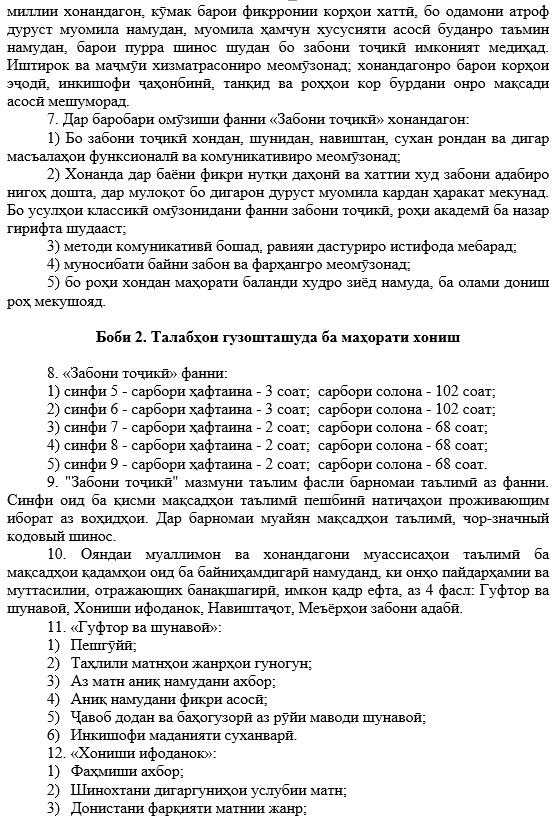 миллии хонандагон, кӯмак барои фикрронии корҳои хаттӣ, бо одамони атроф
дуруст муомила намудан, муомила ҳамчун хусусияти асосӣ буданро таъмин
намудан, барои пурра шинос шудан бо забони тоҷикӣ имконият медиҳад.
Иштирок ва маҷмӯи хизматрасониро меомӯзонад; хонандагонро барои корҳои
эҷодӣ, инкишофи ҷаҳонбинӣ, танқид ва роҳҳои кор бурдани онро мақсади
асосӣ мешуморад.
7. Дар баробари омӯзиши фанни «Забони тоҷикӣ» хонандагон:
1) Бо забони тоҷикӣ хондан, шунидан, навиштан, сухан рондан ва дигар
масъалаҳои функсионалӣ ва комуникативиро меомӯзонад;
2) Хонанда дар баёни фикри нутқи даҳонӣ ва хаттии худ забони адабиро
нигоҳ дошта, дар мулоқот бо дигарон дуруст муомила кардан ҳаракат мекунад.
Бо усулҳои классикӣ омӯзонидани фанни забони тоҷикӣ, роҳи академӣ ба назар
гирифта шудааст;
3) методи комуникативӣ бошад, равияи дастуриро истифода мебарад;
4) муносибати байни забон ва фарҳангро меомӯзонад;
5) бо роҳи хондан маҳорати баланди худро зиёд намуда, ба олами дониш
роҳ мекушояд.
Боби 2. Талабҳои гузошташуда ба маҳорати хониш
8. «Забони тоҷикӣ» фанни:
1) синфи 5 - сарбори ҳафтаина - 3 соат; сарбори солона - 102 соат;
2) синфи 6 - сарбори ҳафтаина - 3 соат; сарбори солона - 102 соат;
3) синфи 7 - сарбори ҳафтаина - 2 соат; сарбори солона - 68 соат;
4) синфи 8 - сарбори ҳафтаина - 2 соат; сарбори солона - 68 соат;
5) синфи 9 - сарбори ҳафтаина - 2 соат; сарбори солона - 68 соат.
9. "Забони тоҷикӣ" мазмуни таълим фасли барномаи таълимӣ аз фанни.
Синфи оид ба қисми мақсадҳои таълимӣ пешбинӣ натиҷаҳои проживающим
иборат аз воҳидҳои. Дар барномаи муайян мақсадҳои таълимӣ, чор-значный
кодовый шинос.
10. Ояндаи муаллимон ва хонандагони муассисаҳои таълимӣ ба
мақсадҳои қадамҳои оид ба байниҳамдигарӣ намуданд, ки онҳо пайдарҳамии ва
муттасилии, отражающих банақшагирӣ, имкон қадр ефта, аз 4 фасл: Гуфтор ва
шунавоӣ, Хониши ифоданок, Навиштаҷот, Меъёрҳои забони адабӣ.
11. «Гуфтор ва шунавоӣ»:
1) Пешгӯйӣ;
2) Таҳлили матнҳои жанрҳои гуногун;
3) Аз матн аниқ намудани ахбор;
4) Аниқ намудани фикри асосӣ;
5) Ҷавоб додан ва баҳогузорӣ аз рӯйи маводи шунавоӣ;
6) Инкишофи маданияти суханварӣ.
12. «Хониши ифоданок»:
1) Фаҳмиши ахбор;
2) Шинохтани дигаргуниҳои услубии матн;
3) Донистани фарқияти матнии жанр;